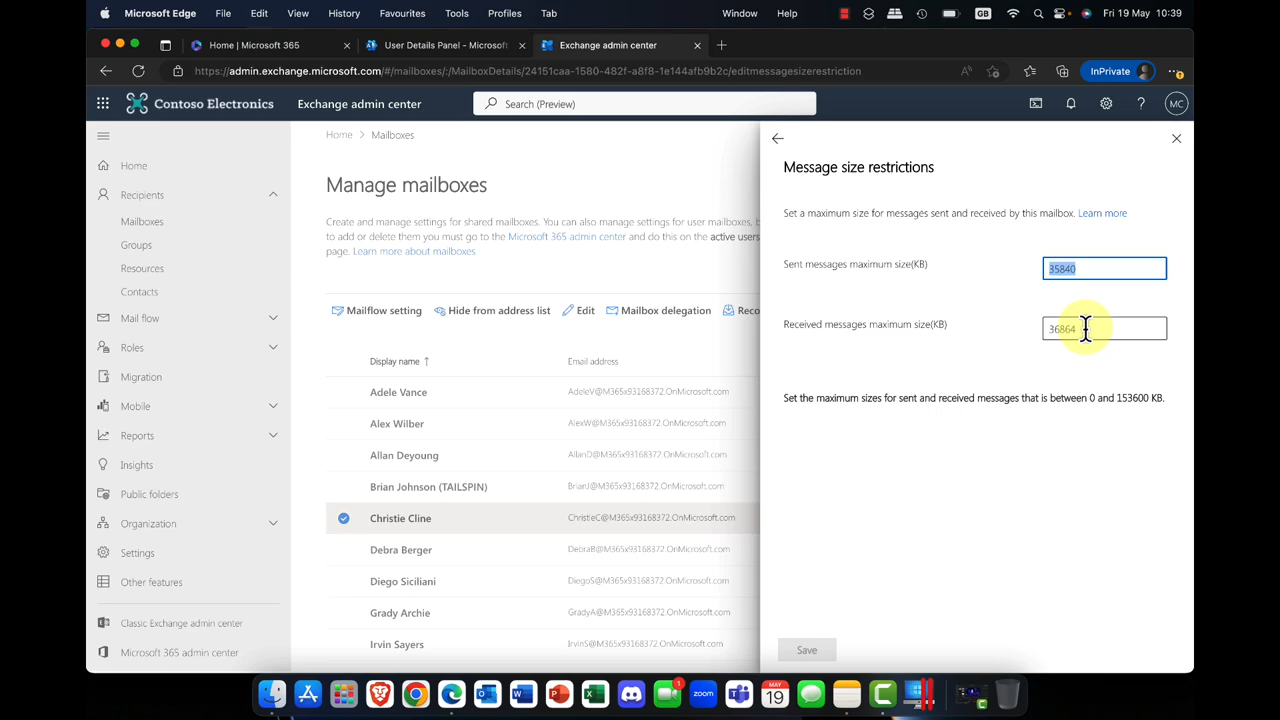 Microsoft Edge File Edit View History Favourites Tools Profiles Tab Window Help GB Fri 19 May 10:39
Home | Microsoft 365
User Details Panel - Microsoft
Exchange admin center
https://admin.exchange.microsoft.com/#/mailboxes/:/MailboxDetails/24151caa-1580-482f-a8f8-1e144afb9b2c/editmessagesizerestriction
InPrivate
Contoso Electronics
Exchange admin center
Search (Preview)
MC
Home
Recipients
Mailboxes
Groups
Resources
Contacts
Mail flow
Roles
Migration
Mobile
Reports
Insights
Public folders
Organization
Settings
Other features
Classic Exchange admin center
Microsoft 365 admin center
Home > Mailboxes
Manage mailboxes
Create and manage settings for shared mailboxes. You can also manage settings for user mailboxes, b
to add or delete them you must go to the Microsoft 365 admin center and do this on the active users
page. Learn more about mailboxes
Mailflow setting Hide from address list Edit Mailbox delegation Reco
Display name ↑ Email address
Adele Vance AdeleV@M365x93168372.OnMicrosoft.com
Alex Wilber AlexW@M365x93168372.OnMicrosoft.com
Allan Deyoung AllanD@M365x93168372.OnMicrosoft.com
Brian Johnson (TAILSPIN) BrianJ@M365x93168372.OnMicrosoft.com
Christie Cline ChristieC@M365x93168372.OnMicrosoft.com
Debra Berger DebraB@M365x93168372.OnMicrosoft.com
Diego Siciliani DiegoS@M365x93168372.OnMicrosoft.com
Grady Archie GradyA@M365x93168372.OnMicrosoft.com
Irvin Sayers IrvinS@M365x93168372.OnMicrosoft.com
Message size restrictions
Set a maximum size for messages sent and received by this mailbox. Learn more
Sent messages maximum size(KB) 35840
Received messages maximum size(KB) 36864
Set the maximum sizes for sent and received messages that is between 0 and 153600 KB.
Save
1
zoom
MAY
19